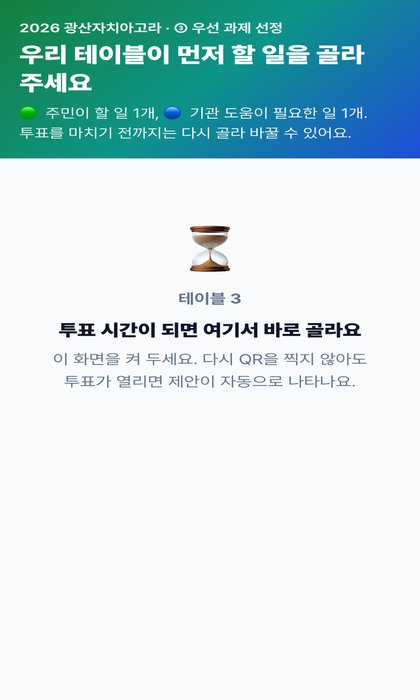 2026 광산자치아고라 · ③ 우선 과제 선정
우리 테이블이 먼저 할 일을 골라
주세요
🟢 주민이 할 일 1개, 🔵 기관 도움이 필요한 일 1개.
투표를 마치기 전까지는 다시 골라 바꿀 수 있어요.
테이블 3
투표 시간이 되면 여기서 바로 골라요
이 화면을 켜 두세요. 다시 QR을 찍지 않아도
투표가 열리면 제안이 자동으로 나타나요.